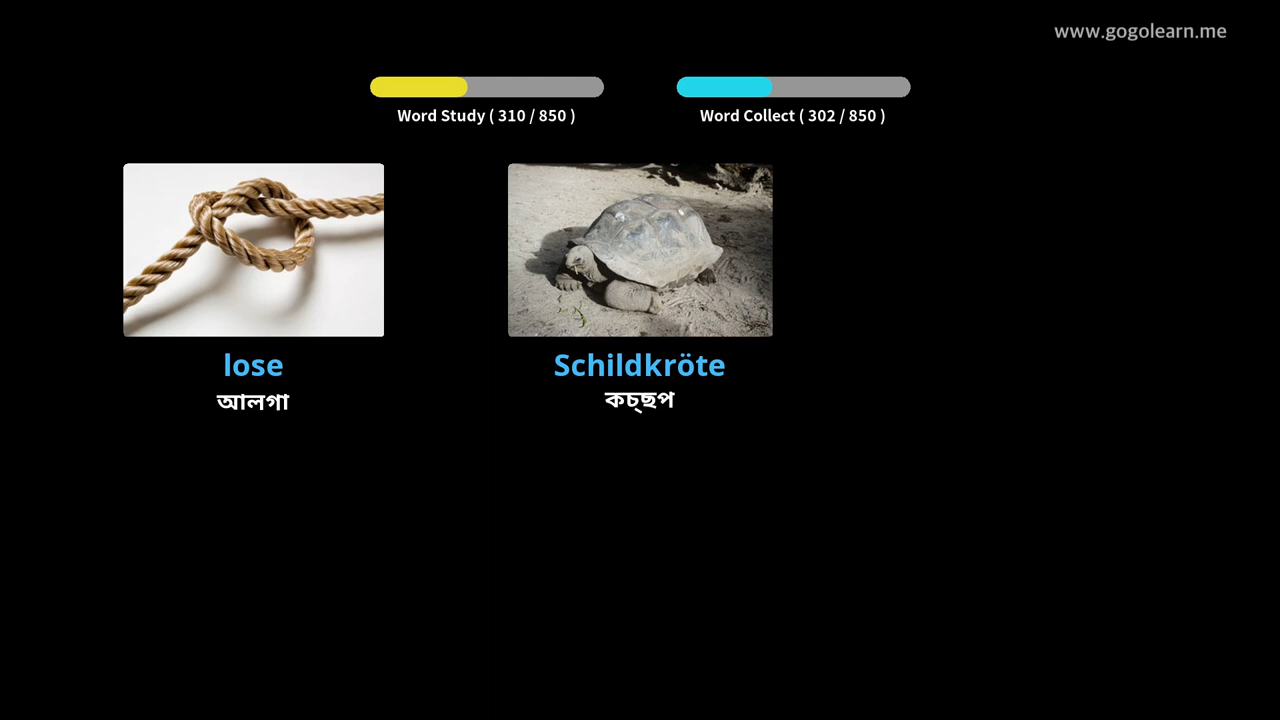 www.gogolearn.me
Word Study ( 310 / 850 )
Word Collect ( 302 / 850 )
lose
আলগা
Schildkröte
কচ্ছপ